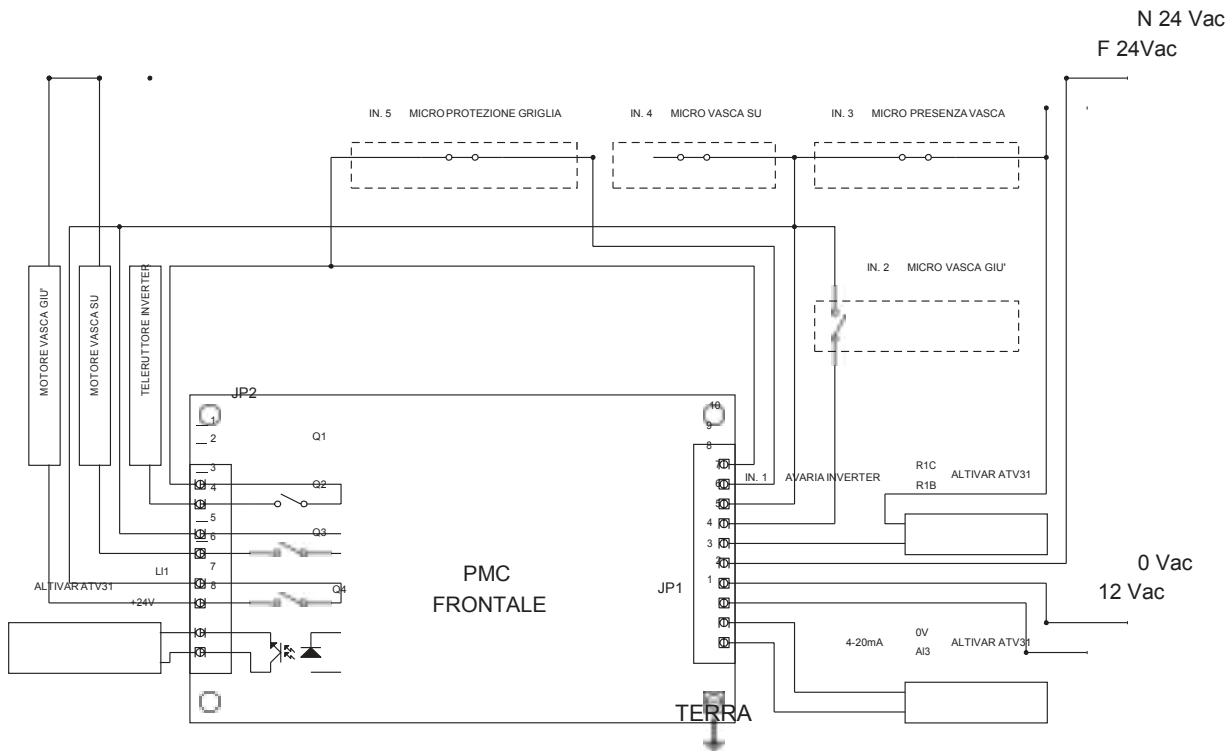 N 24 Vac
F 24Vac
IN. 5 MICRO PROTEZIONE GRIGLIA
IN. 4 MICRO VASCA SU
IN. 3 MICRO PRESENZA VASCA
IN. 2 MICRO VASCA GIU'
MOTORE VASCA GIU'
MOTORE VASCA SU
TELERUTTORE INVERTER
JP2
1
2
3
4
5
6
7
8
Q1
Q2
Q3
Q4
LI1
ALTIVAR ATV31
+24V
PMC
FRONTALE
JP1
10
9
8
7
6
5
4
3
2
1
IN. 1 AVARIA INVERTER
R1C
R1B
ALTIVAR ATV31
0 Vac
12 Vac
4-20mA
0V
AI3
ALTIVAR ATV31
TERRA